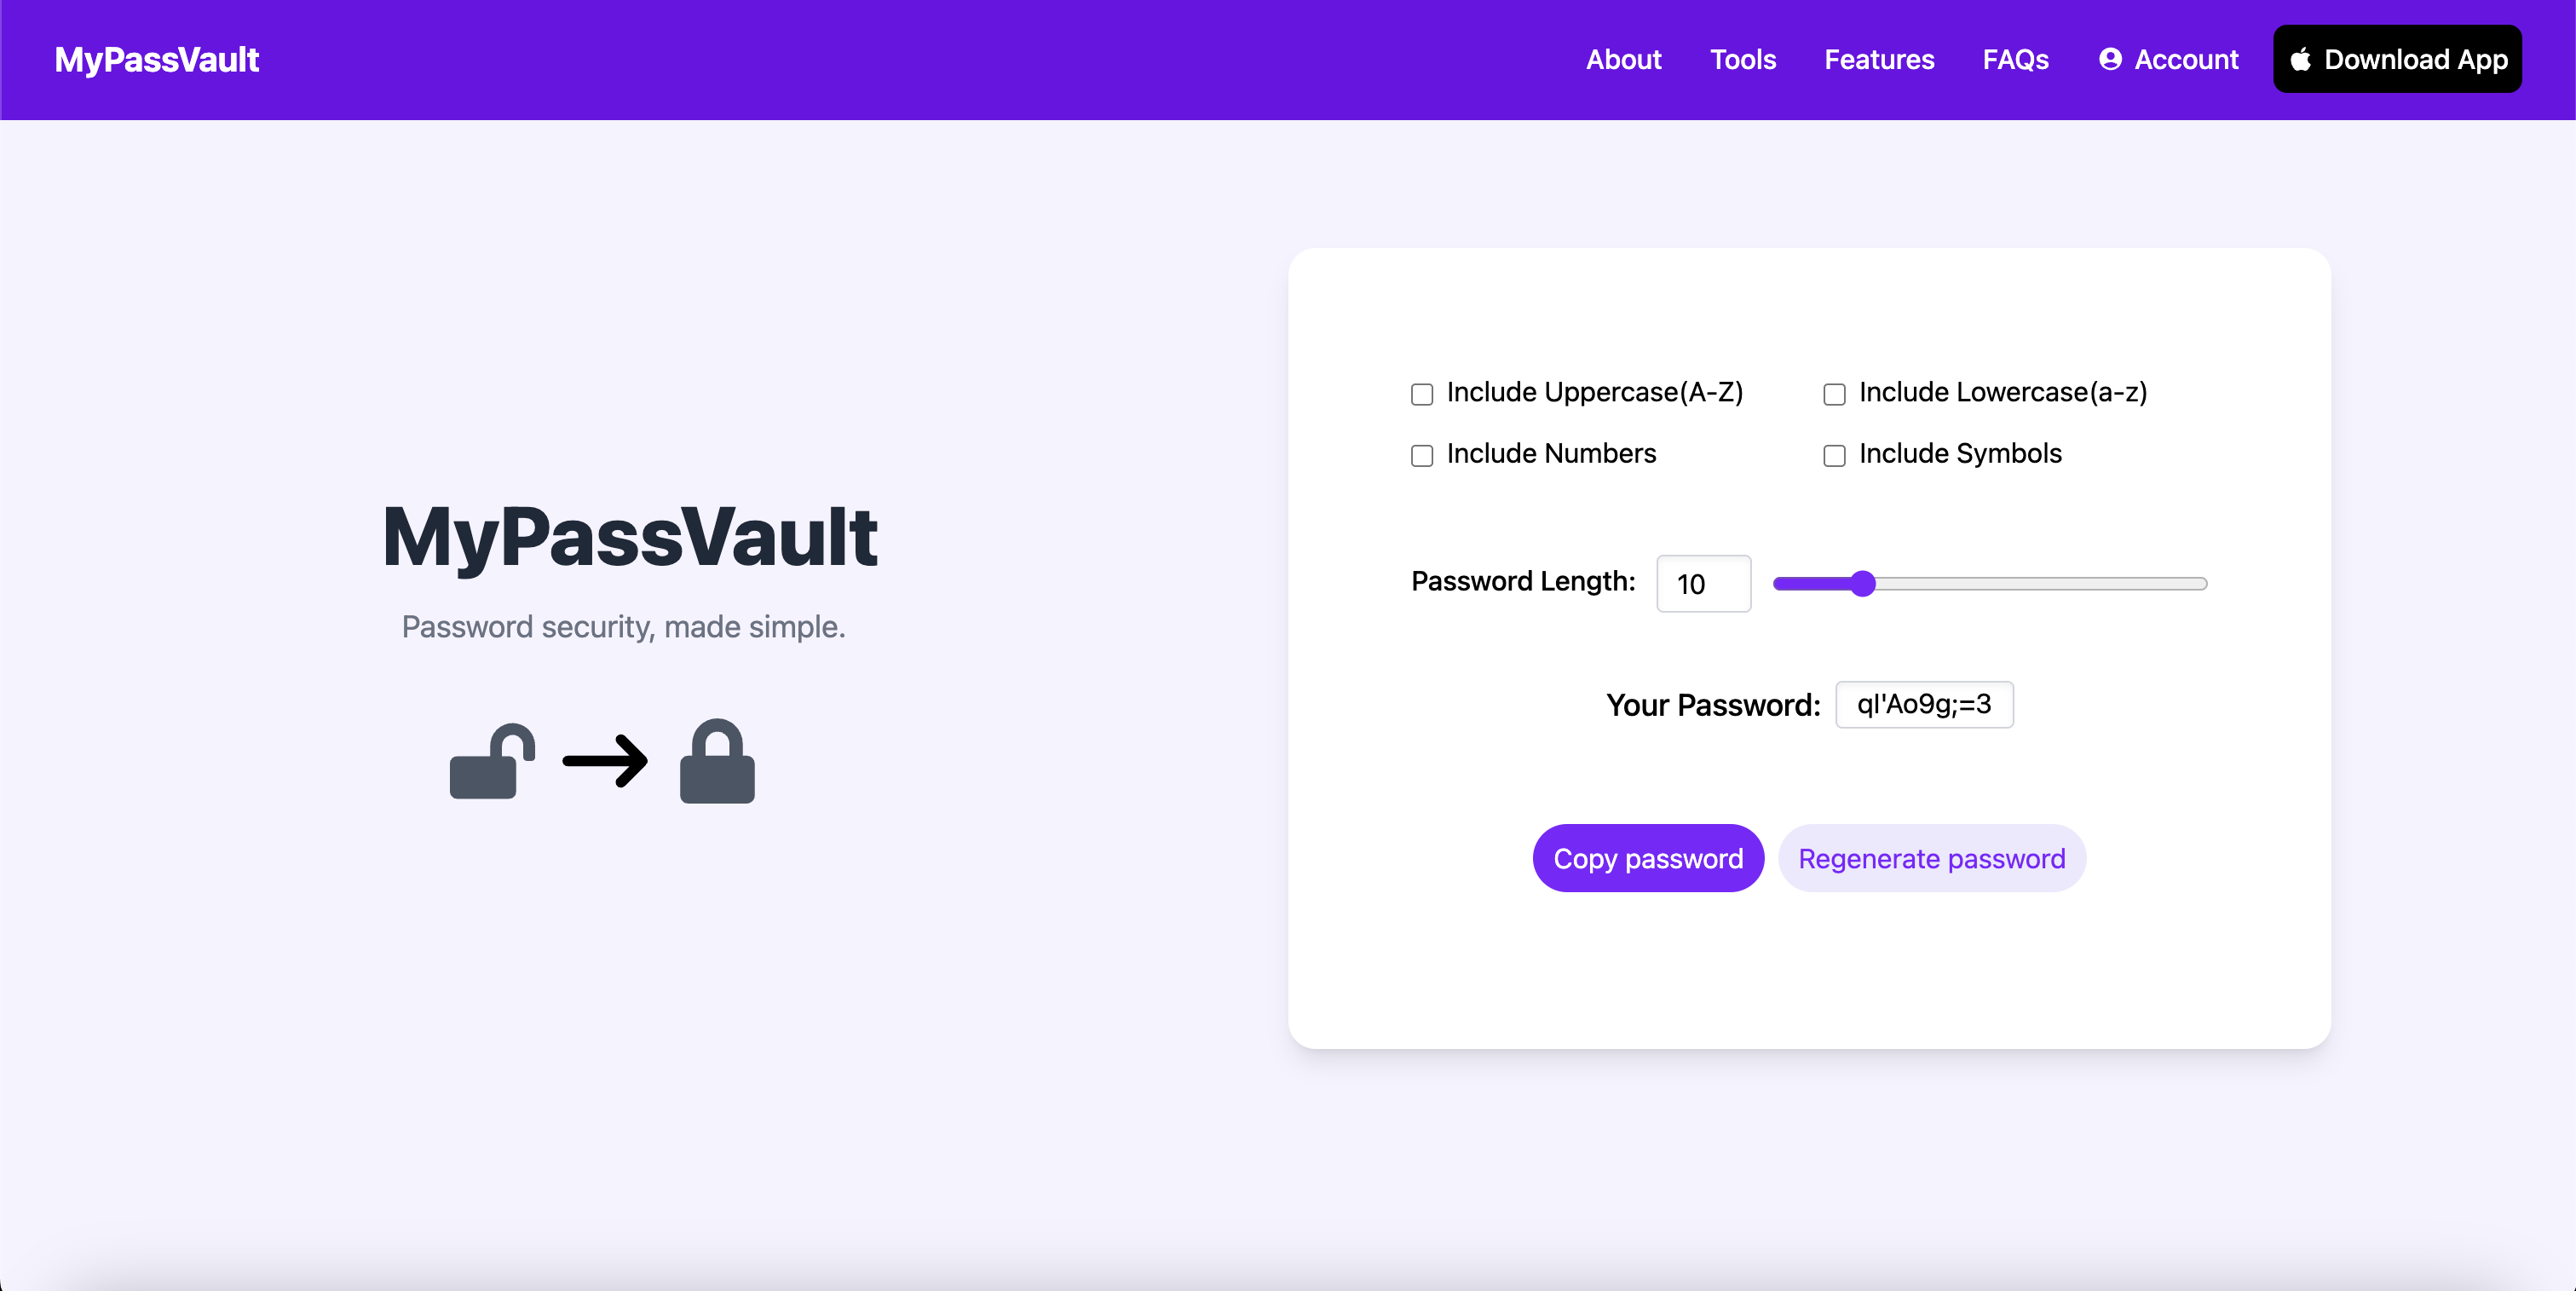 MyPassVault
About Tools Features FAQs Account Download App
MyPassVault
Password security, made simple.
Include Uppercase(A-Z) Include Lowercase(a-z)
Include Numbers Include Symbols
Password Length: 10
Your Password: ql'Ao9g;=3
Copy password Regenerate password